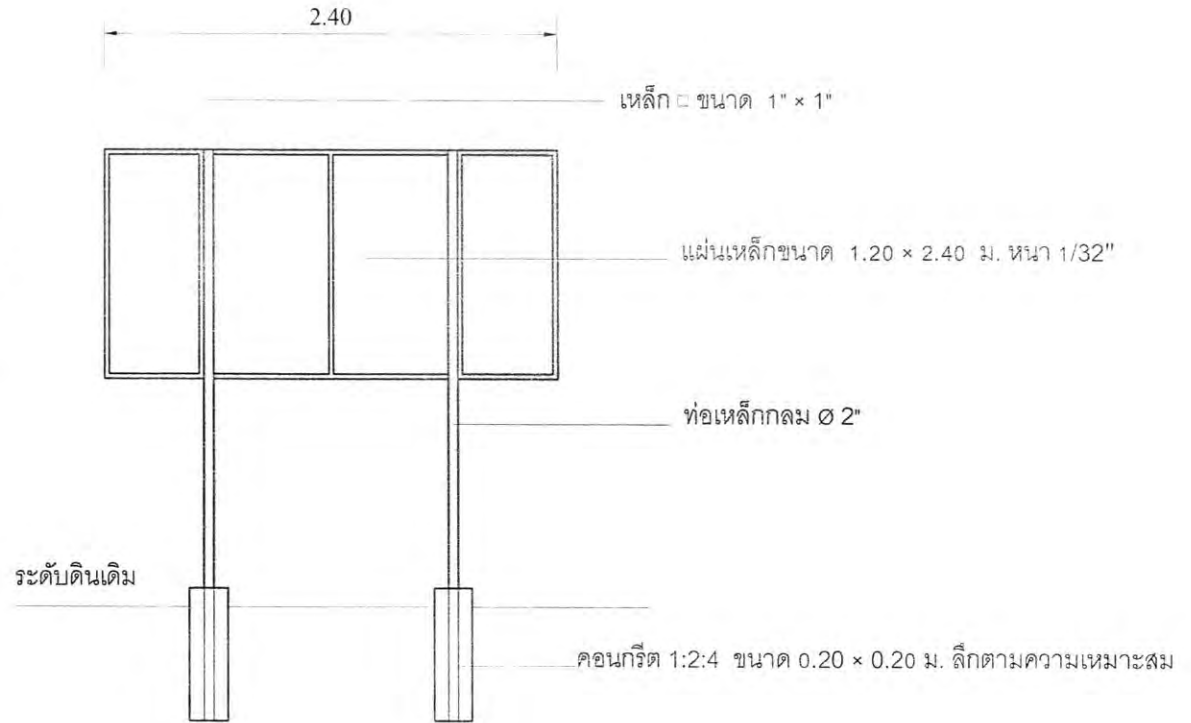 2.40
เหล็ก □ ขนาด 1" × 1"
แผ่นเหล็กขนาด 1.20 × 2.40 ม. หนา 1/32"
ท่อเหล็กกลม Ø 2"
ระดับดินเดิม
คอนกรีต 1:2:4 ขนาด 0.20 × 0.20 ม. ลึกตามความเหมาะสม